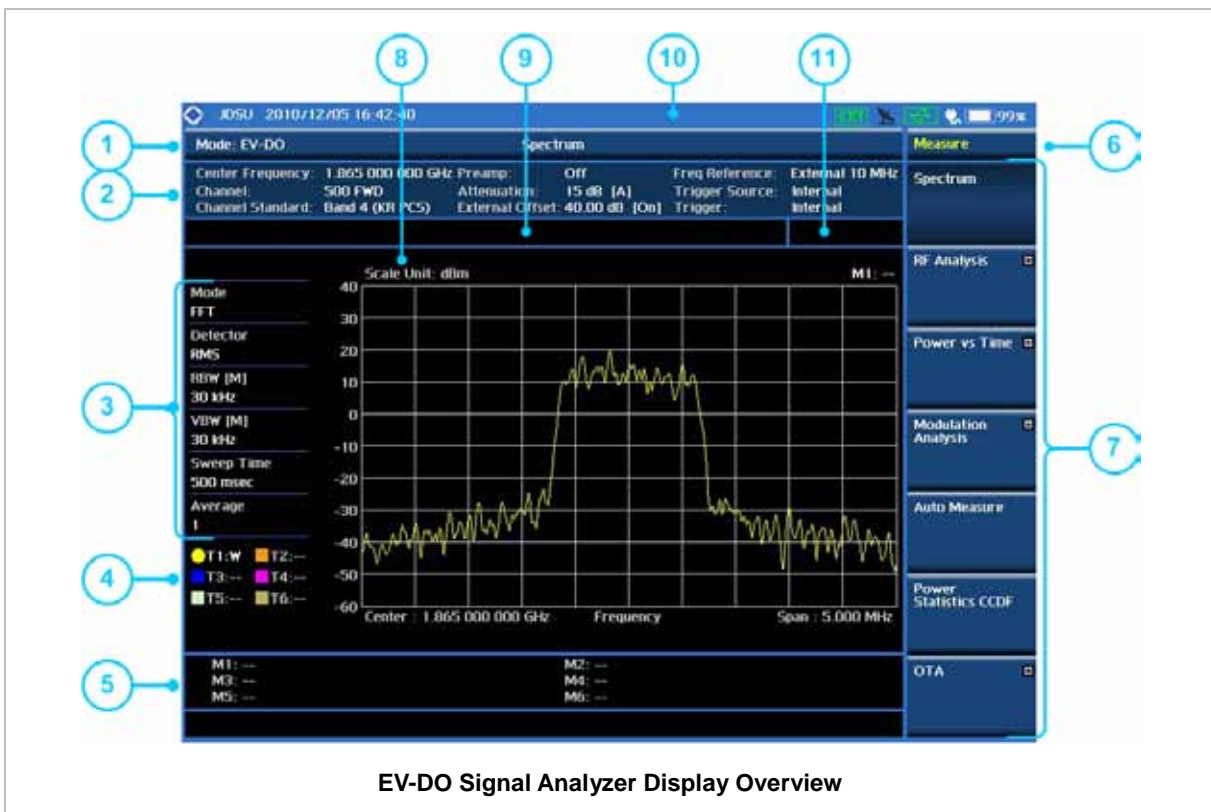 8 9 10 11
JDSU 2010/12/05 16:42:40 EXT 99%
1 Mode: EV-DO Spectrum Measure 6
2
Center Frequency: 1.865 000 000 GHz Preamp: Off Freq Reference: External 10 MHz
Channel: 500 FWD Attenuation: 15 dB [A] Trigger Source: Internal
Channel Standard: Band 4 (KR PCS) External Offset: 40.00 dB [On] Trigger: Internal
Spectrum
RF Analysis
Power vs Time
Modulation
Analysis
Auto Measure
Power
Statistics CCDF
OTA
7
Scale Unit: dBm M1: --
3
Mode
FFT
Detector
RMS
RBW [M]
30 kHz
VBW [M]
30 kHz
Sweep Time
500 msec
Average
1
40
30
20
10
0
-10
-20
-30
-40
-50
-60
4
T1:W T2:--
T3:-- T4:--
T5:-- T6:--
Center : 1.865 000 000 GHz Frequency Span : 5.000 MHz
5
M1: -- M2: --
M3: -- M4: --
M5: -- M6: --
EV-DO Signal Analyzer Display Overview